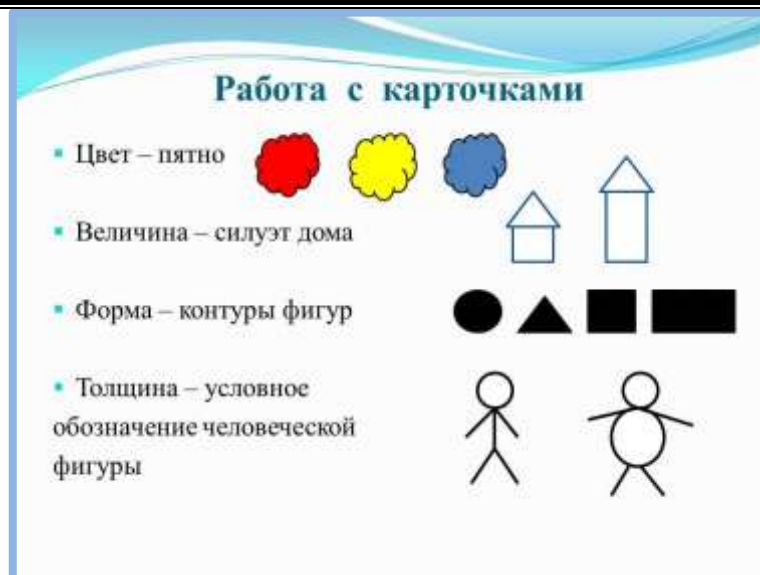 Работа с карточками
▪ Цвет – пятно
▪ Величина – силуэт дома
▪ Форма – контуры фигур
▪ Толщина – условное
обозначение человеческой
фигуры